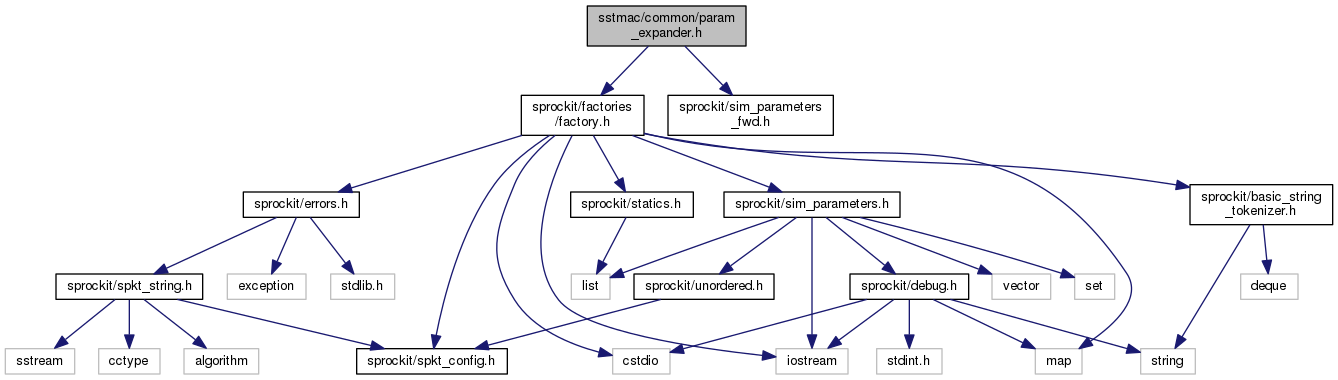 sstmac/common/param
_expander.h
sprockit/factories
/factory.h
sprockit/sim_parameters
_fwd.h
sprockit/errors.h
sprockit/statics.h
sprockit/sim_parameters.h
sprockit/basic_string
_tokenizer.h
sprockit/spkt_string.h
exception
stdlib.h
list
sprockit/unordered.h
sprockit/debug.h
vector
set
deque
sstream
cctype
algorithm
sprockit/spkt_config.h
cstdio
iostream
stdint.h
map
string